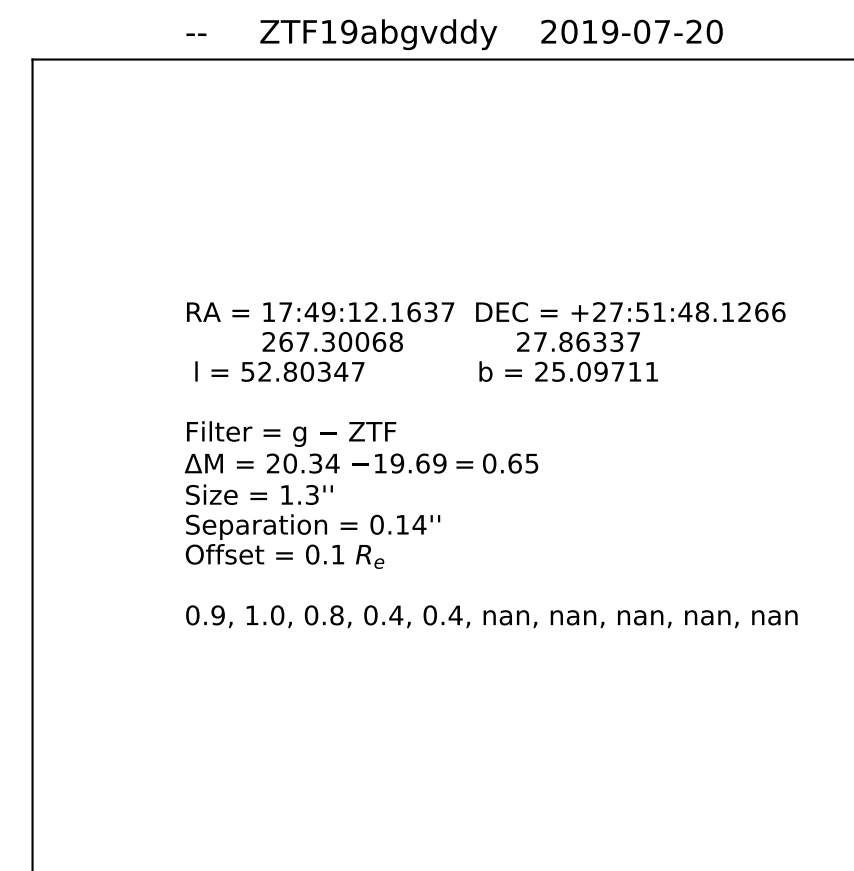 -- ZTF19abgvddy 2019-07-20
RA = 17:49:12.1637 DEC = +27:51:48.1266
267.30068 27.86337
l = 52.80347 b = 25.09711
Filter = g − ZTF
ΔM = 20.34 −19.69 = 0.65
Size = 1.3''
Separation = 0.14''
Offset = 0.1 Re
0.9, 1.0, 0.8, 0.4, 0.4, nan, nan, nan, nan, nan